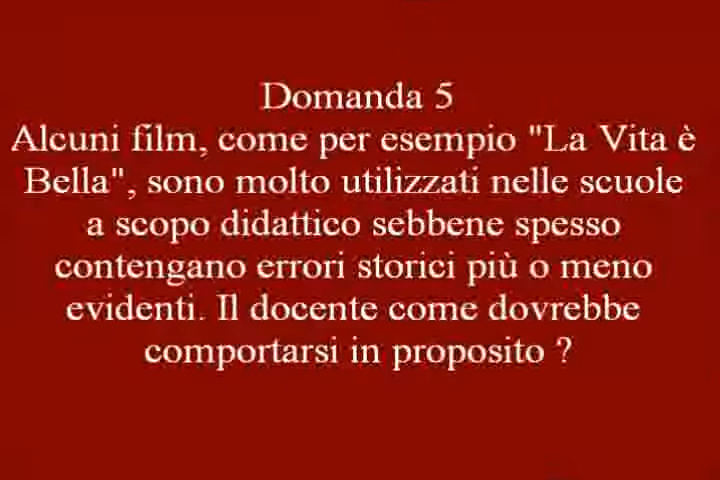 Domanda 5
Alcuni film, come per esempio "La Vita è
Bella", sono molto utilizzati nelle scuole
a scopo didattico sebbene spesso
contengano errori storici più o meno
evidenti. Il docente come dovrebbe
comportarsi in proposito ?